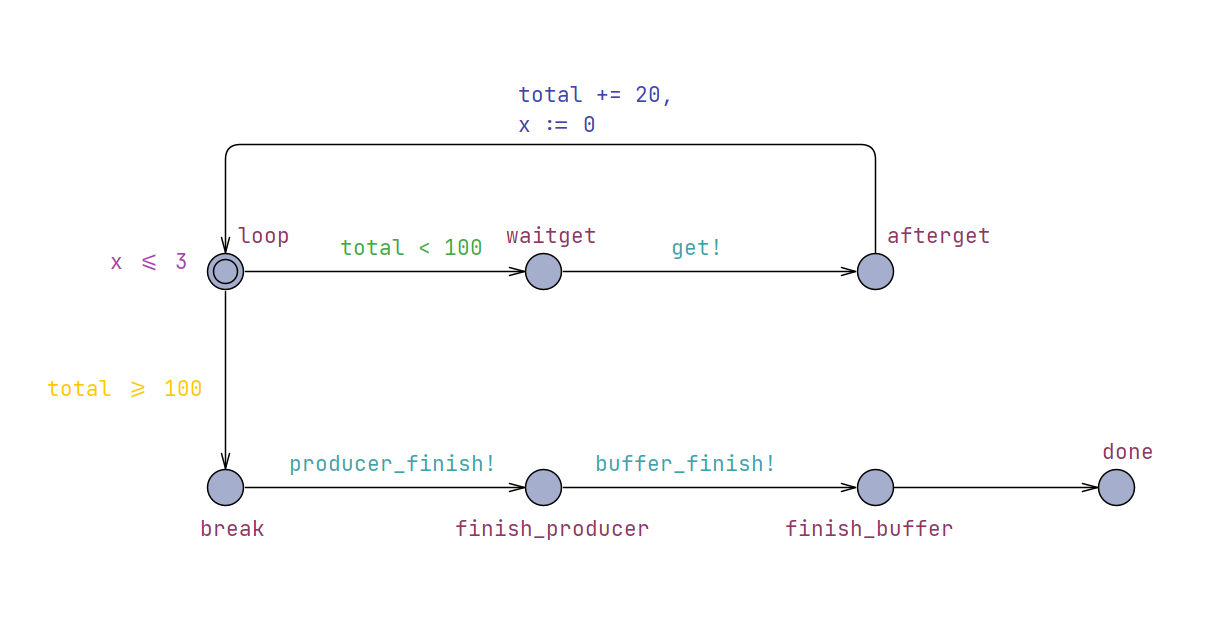 total += 20,
x := 0
loop
waitget
afterget
x ⩽ 3
total < 100
get!
total ⩾ 100
producer_finish!
buffer_finish!
done
break
finish_producer
finish_buffer